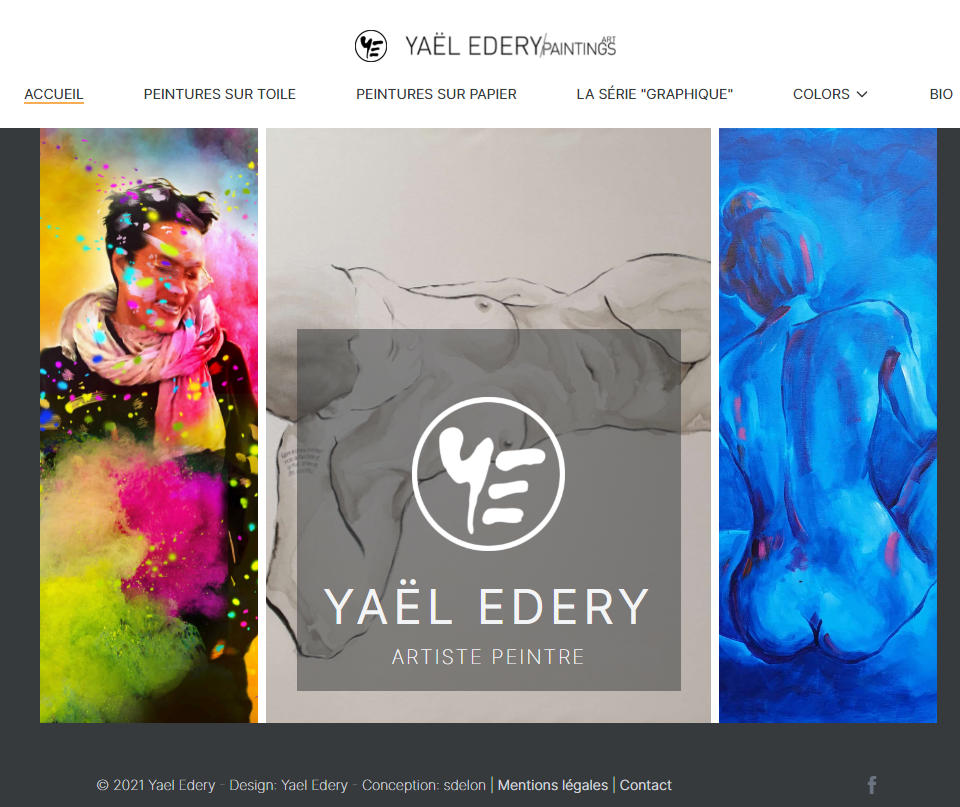 YE YAËL EDERY/PAINTINGS ART
ACCUEIL PEINTURES SUR TOILE PEINTURES SUR PAPIER LA SÉRIE "GRAPHIQUE" COLORS BIO
YE
YAËL EDERY
ARTISTE PEINTRE
© 2021 Yael Edery - Design: Yael Edery - Conception: sdelon | Mentions légales | Contact